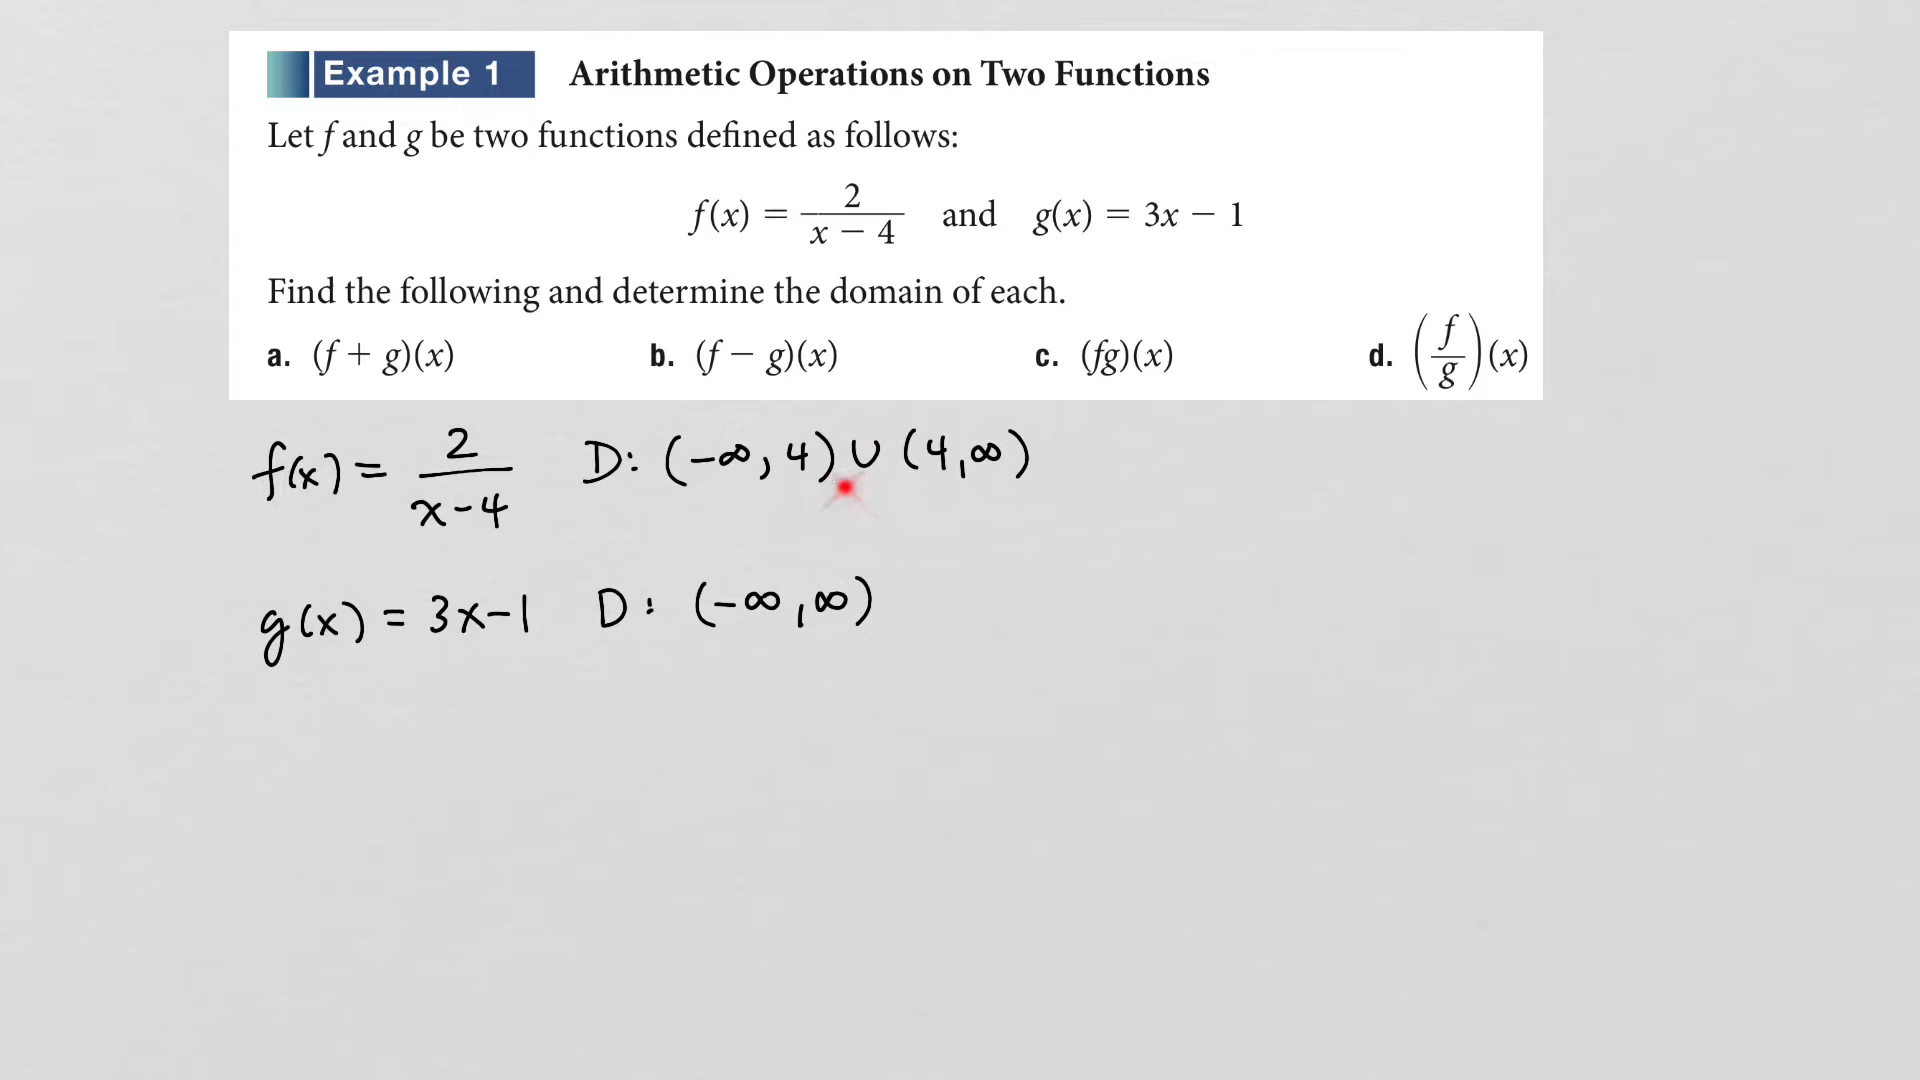 Example 1 Arithmetic Operations on Two Functions
Let f and g be two functions defined as follows:
f(x) = 2/(x − 4) and g(x) = 3x − 1
Find the following and determine the domain of each.
a. (f + g)(x) b. (f − g)(x) c. (fg)(x) d. (f/g)(x)
f(x) = 2/(x-4) D: (-∞, 4) ∪ (4, ∞)
g(x) = 3x-1 D: (-∞, ∞)